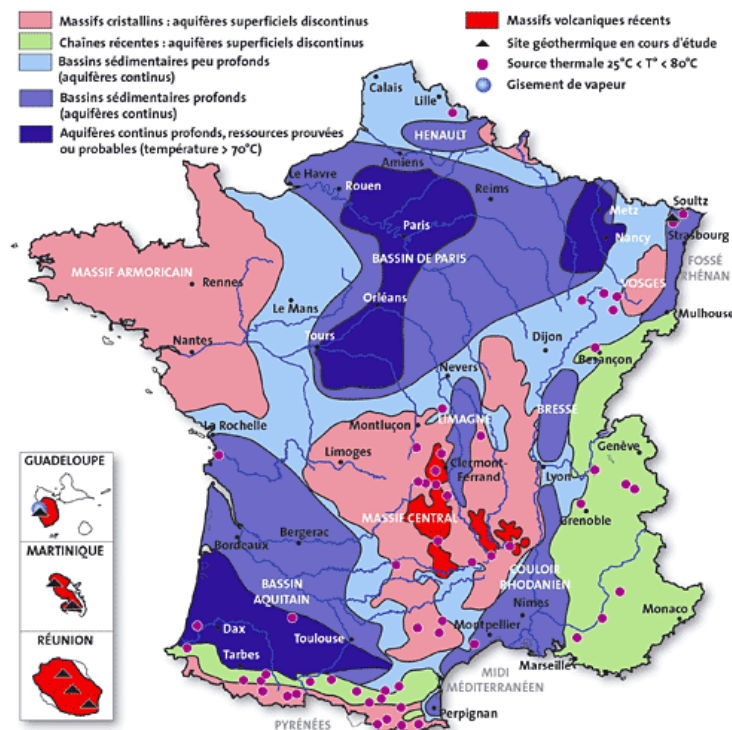 Massifs cristallins : aquifères superficiels discontinus
Chaînes récentes : aquifères superficiels discontinus
Bassins sédimentaires peu profonds
(aquifères continus)
Bassins sédimentaires profonds
(aquifères continus)
Aquifères continus profonds, ressources prouvées
ou probables (température > 70°C)
Massifs volcaniques récents
Site géothermique en cours d'étude
Source thermale 25°C < T° < 80°C
Gisement de vapeur
Calais
Lille
HENAULT
Amiens
Le Havre
Rouen
Reims
Metz
Soultz
Paris
Nancy
Strasbourg
BASSIN DE PARIS
FOSSÉ
RHÉNAN
MASSIF ARMORICAIN
VOSGES
Rennes
Orléans
Le Mans
Mulhouse
Nantes
Tours
Dijon
Besançon
Nevers
La Rochelle
Montluçon
LIMAGNE
BRESSE
Limoges
Genève
Clermont-
Ferrand
Lyon
GUADELOUPE
MASSIF CENTRAL
Grenoble
Bordeaux
Bergerac
MARTINIQUE
COULOIR
RHODANIEN
BASSIN
AQUITAIN
Nimes
Dax
Toulouse
Montpellier
Monaco
RÉUNION
Tarbes
Marseille
MIDI
MÉDITERRANÉEN
Perpignan
PYRÉNÉES